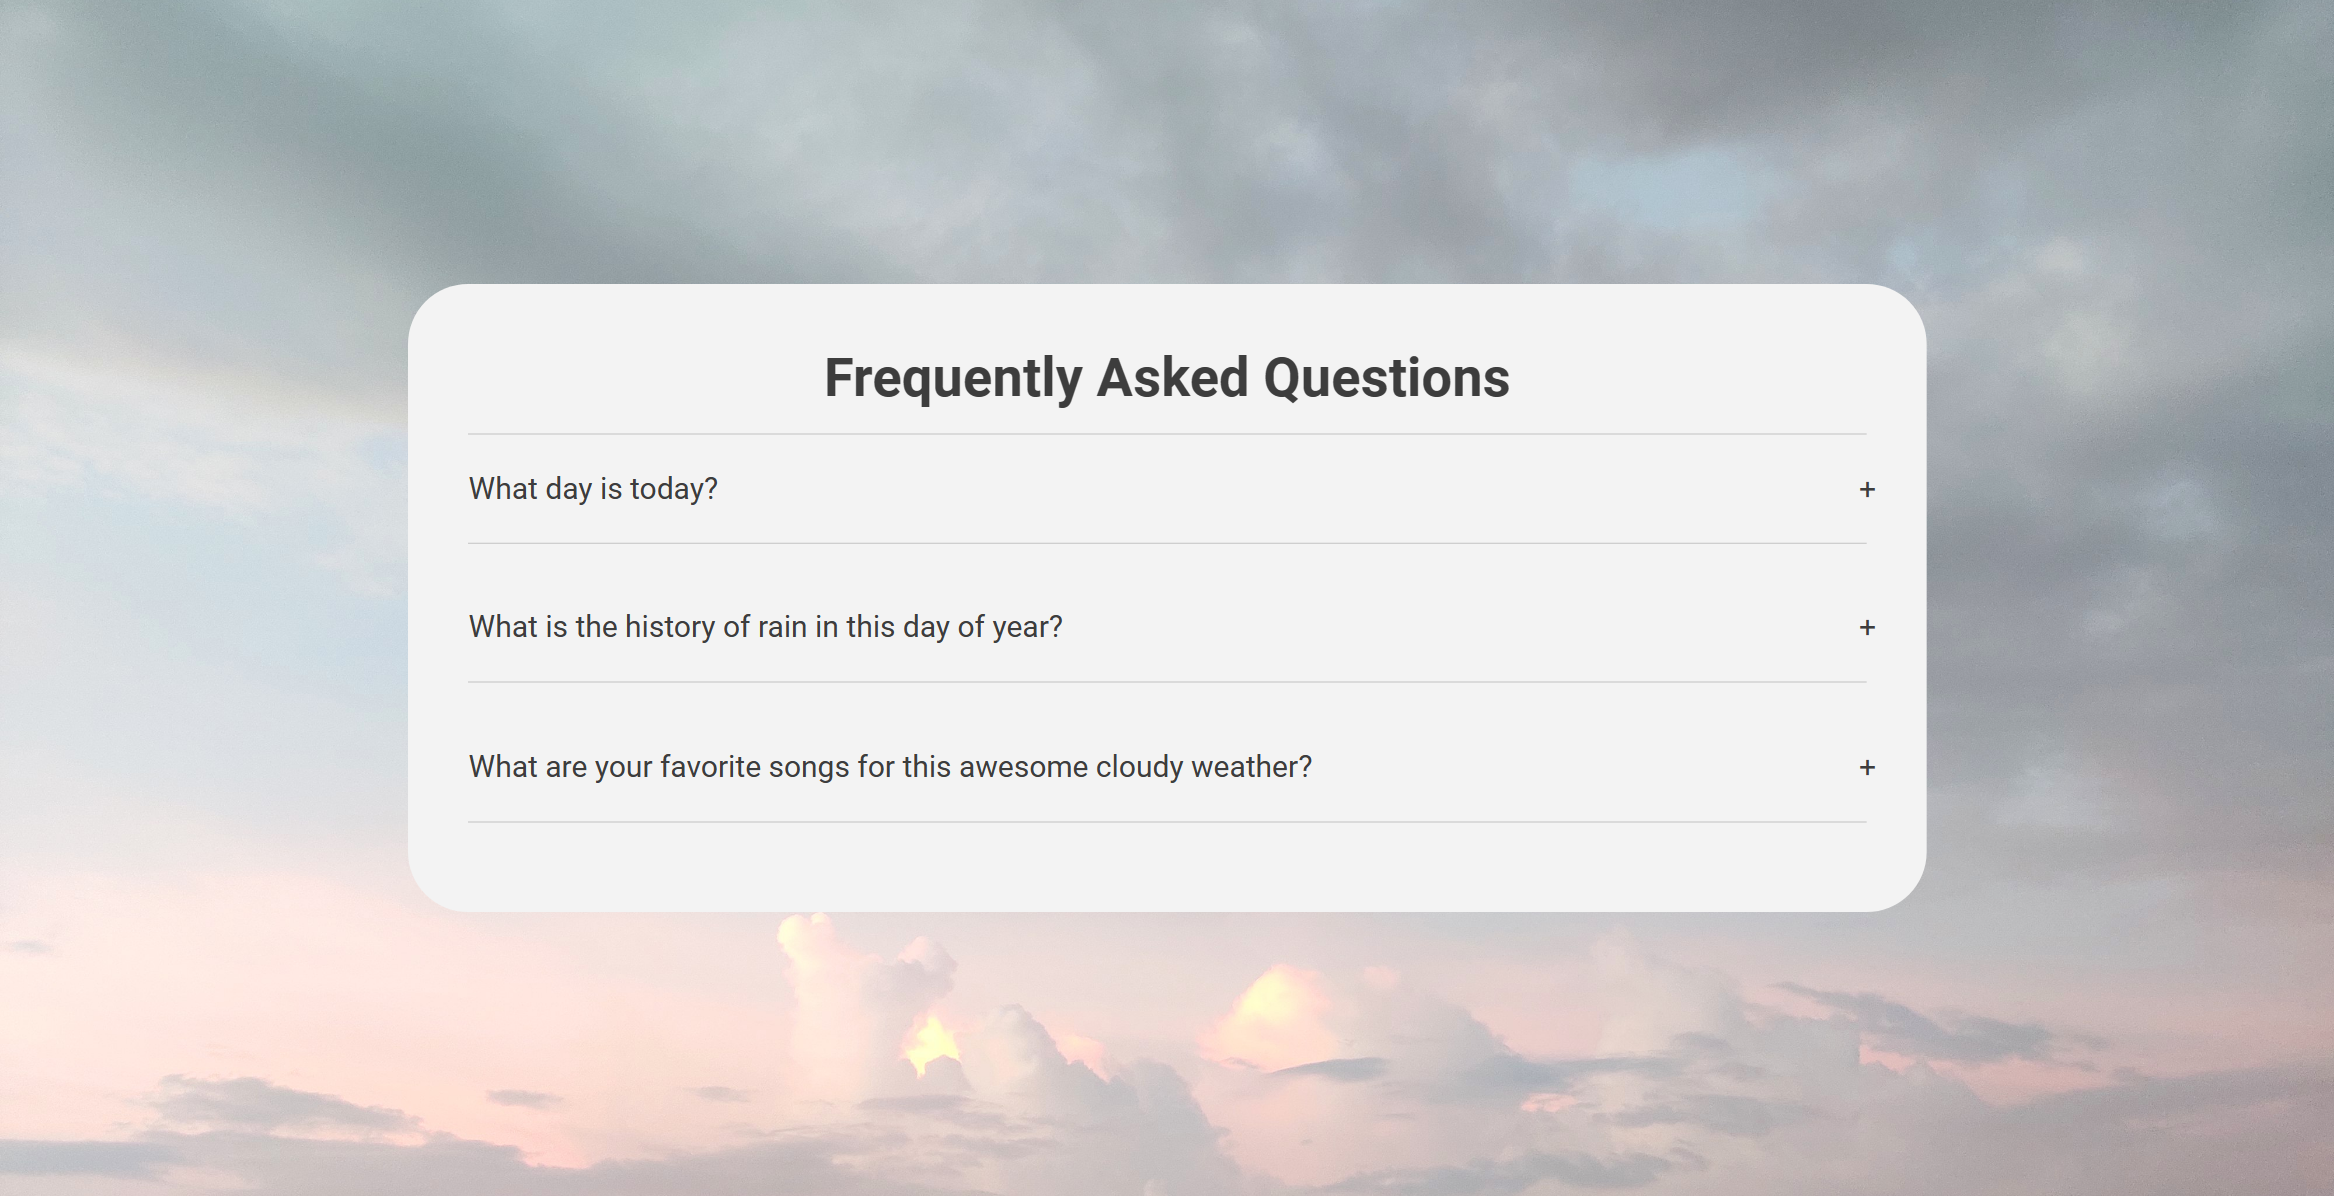 Frequently Asked Questions
What day is today? +
What is the history of rain in this day of year? +
What are your favorite songs for this awesome cloudy weather? +